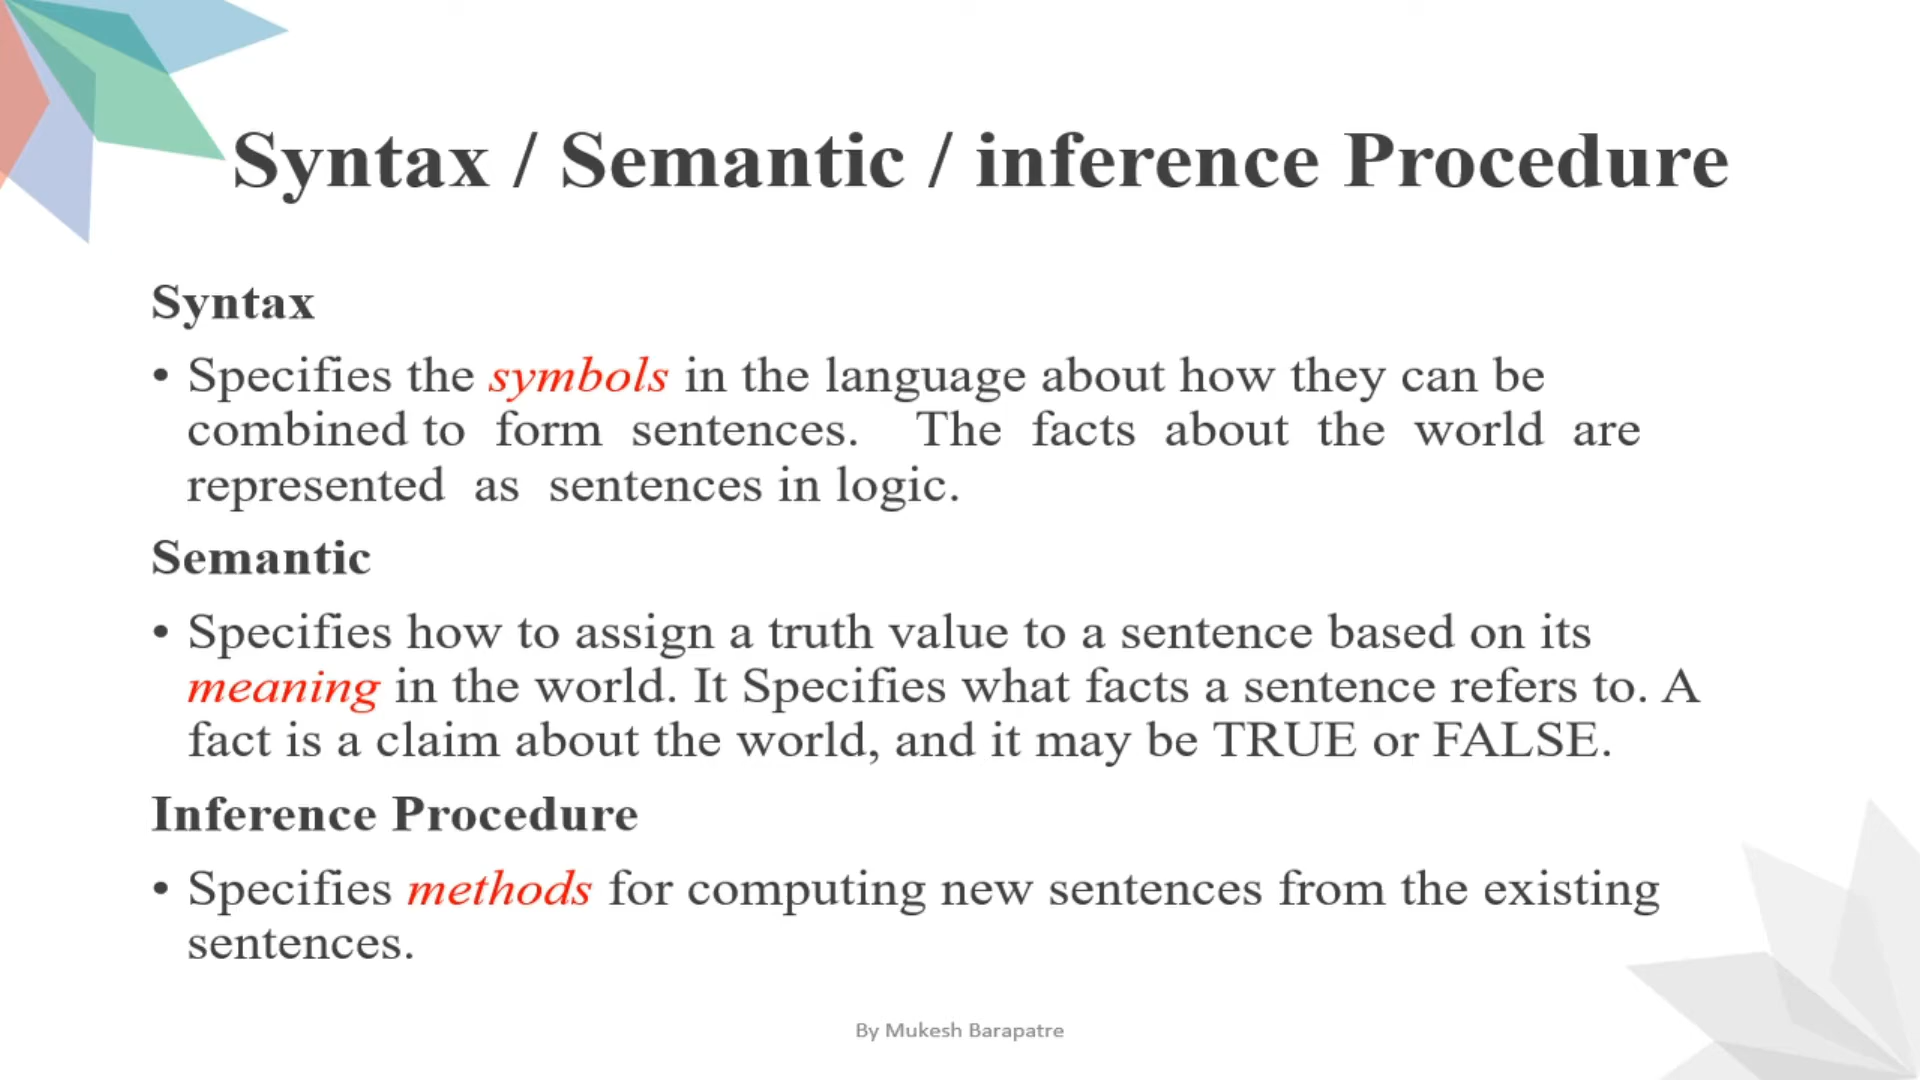 Syntax / Semantic / inference Procedure
Syntax
• Specifies the symbols in the language about how they can be
combined to form sentences. The facts about the world are
represented as sentences in logic.
Semantic
• Specifies how to assign a truth value to a sentence based on its
meaning in the world. It Specifies what facts a sentence refers to. A
fact is a claim about the world, and it may be TRUE or FALSE.
Inference Procedure
• Specifies methods for computing new sentences from the existing
sentences.
By Mukesh Barapatre